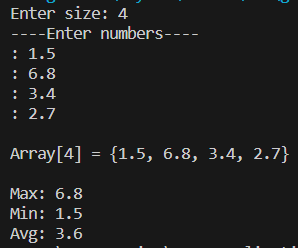 Enter size: 4
----Enter numbers----
: 1.5
: 6.8
: 3.4
: 2.7
Array[4] = {1.5, 6.8, 3.4, 2.7}
Max: 6.8
Min: 1.5
Avg: 3.6